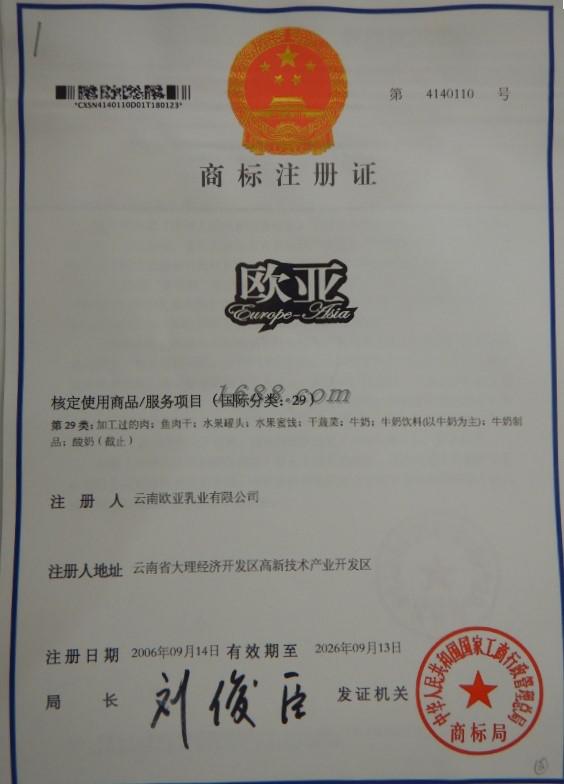 *CXSN4140110D01T180123*
第 4140110 号
商标注册证
欧亚
Europe-Asia
1688.com
核定使用商品/服务项目（国际分类：29）
第29类：加工过的肉；鱼肉干；水果罐头；水果蜜饯；干蔬菜；牛奶；牛奶饮料(以牛奶为主)；牛奶制
品；酸奶（截止）
注册人 云南欧亚乳业有限公司
注册人地址 云南省大理经济开发区高新技术产业开发区
注册日期 2006年09月14日 有效期至 2026年09月13日
局长 刘俊臣 发证机关
中华人民共和国国家工商行政管理总局
商标局